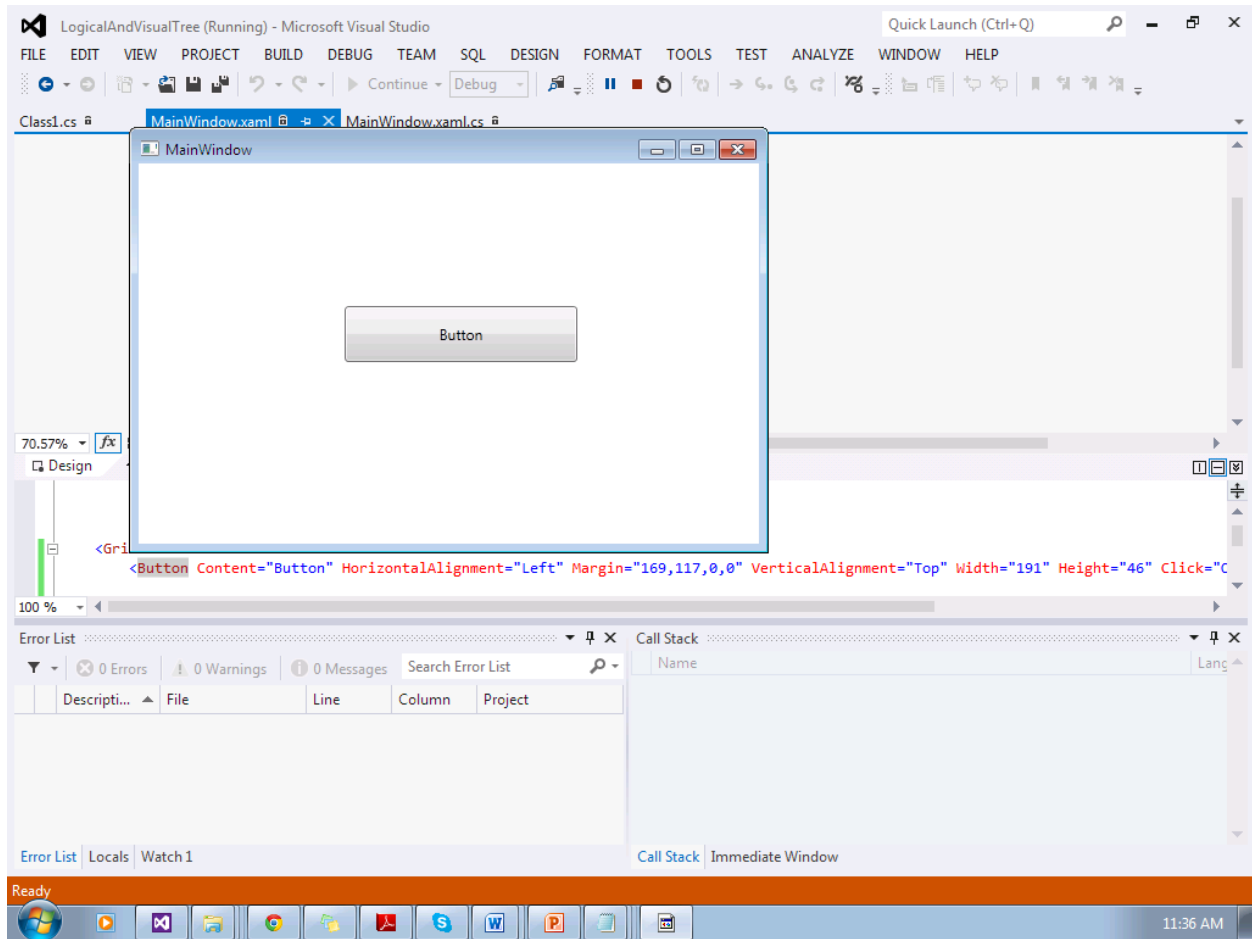 LogicalAndVisualTree (Running) - Microsoft Visual Studio
Quick Launch (Ctrl+Q)
FILE EDIT VIEW PROJECT BUILD DEBUG TEAM SQL DESIGN FORMAT TOOLS TEST ANALYZE WINDOW HELP
Continue Debug
Class1.cs MainWindow.xaml MainWindow.xaml.cs
MainWindow
Button
70.57% fx
Design
<Gri
<Button Content="Button" HorizontalAlignment="Left" Margin="169,117,0,0" VerticalAlignment="Top" Width="191" Height="46" Click="
100 %
Error List
Call Stack
0 Errors 0 Warnings 0 Messages Search Error List
Name Lang
Descripti... File Line Column Project
Error List Locals Watch 1
Call Stack Immediate Window
Ready
11:36 AM